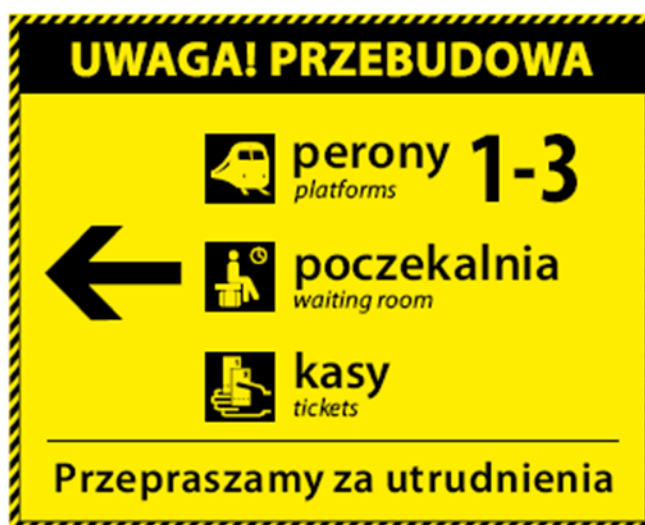 UWAGA! PRZEBUDOWA
perony 1-3
platforms
poczekalnia
waiting room
kasy
tickets
Przepraszamy za utrudnienia